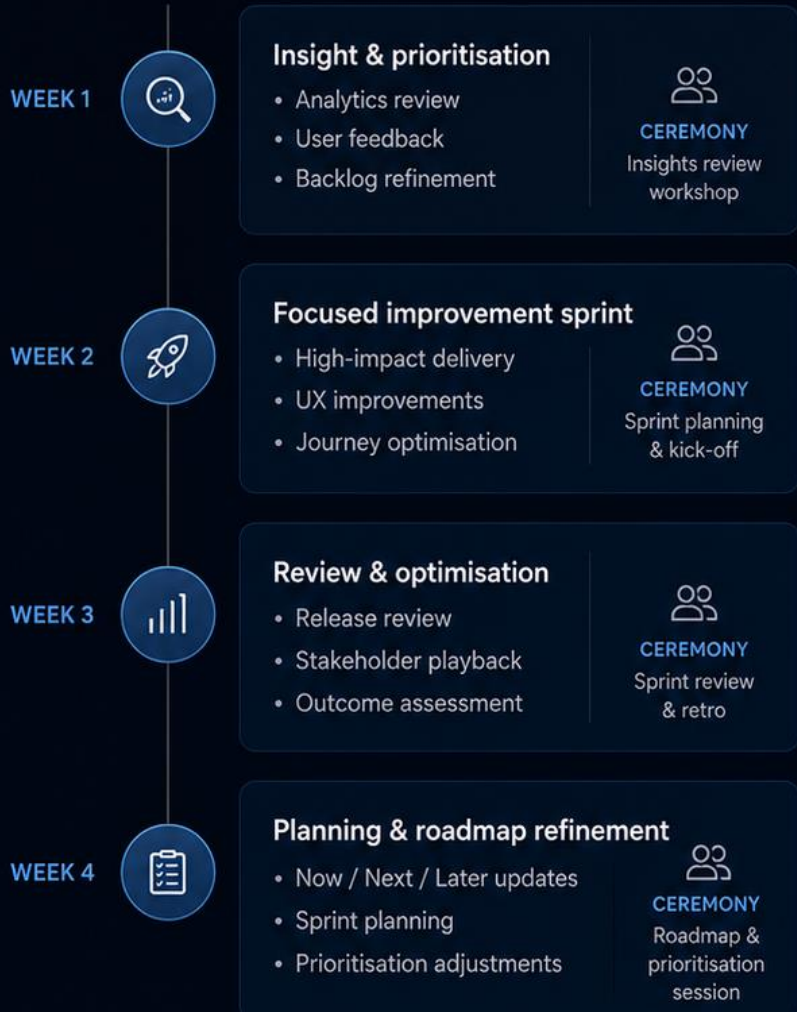 WEEK 1
Insight & prioritisation
• Analytics review
• User feedback
• Backlog refinement
CEREMONY
Insights review
workshop
WEEK 2
Focused improvement sprint
• High-impact delivery
• UX improvements
• Journey optimisation
CEREMONY
Sprint planning
& kick-off
WEEK 3
Review & optimisation
• Release review
• Stakeholder playback
• Outcome assessment
CEREMONY
Sprint review
& retro
WEEK 4
Planning & roadmap refinement
• Now / Next / Later updates
• Sprint planning
• Prioritisation adjustments
CEREMONY
Roadmap &
prioritisation
session